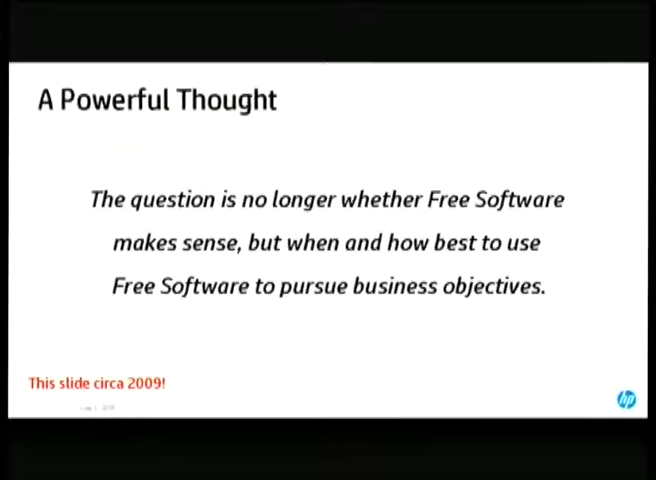 A Powerful Thought
The question is no longer whether Free Software
makes sense, but when and how best to use
Free Software to pursue business objectives.
This slide circa 2009!
hp